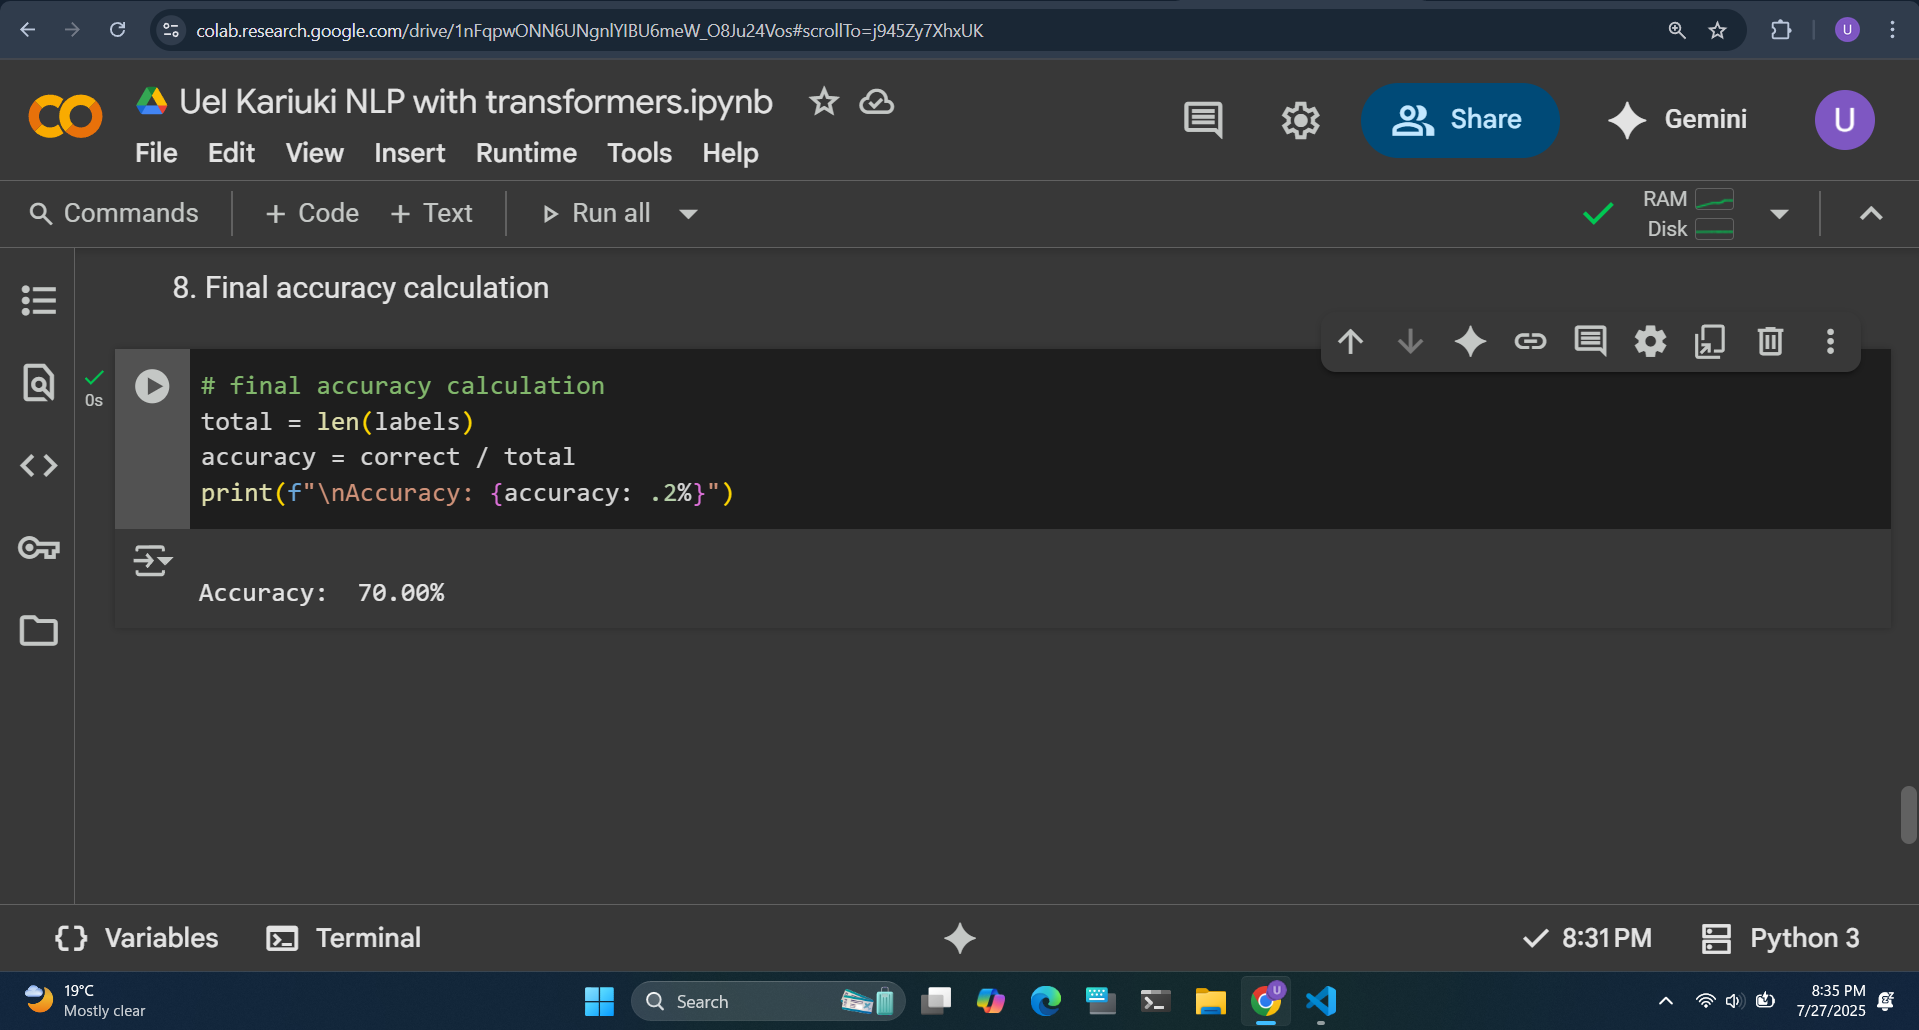 colab.research.google.com/drive/1nFqpwONN6UNgnlYIBU6meW_O8Ju24Vos#scrollTo=j945Zy7XhxUK
U
Uel Kariuki NLP with transformers.ipynb
Share
Gemini
U
File Edit View Insert Runtime Tools Help
Commands + Code + Text Run all
RAM
Disk
8. Final accuracy calculation
0s
# final accuracy calculation
total = len(labels)
accuracy = correct / total
print(f"\nAccuracy: {accuracy: .2%}")
Accuracy:  70.00%
{} Variables Terminal
8:31 PM Python 3
19°C
Mostly clear
Search
U
8:35 PM
7/27/2025